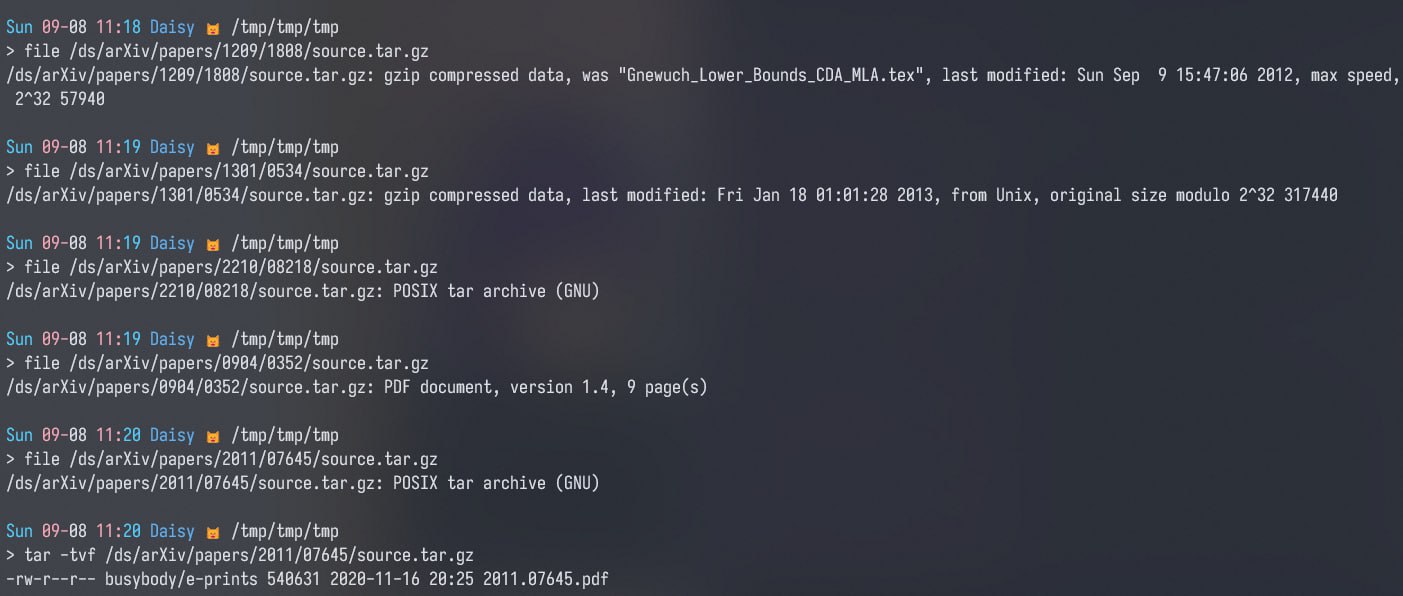 Sun 09-08 11:18 Daisy 🐱 /tmp/tmp/tmp
> file /ds/arXiv/papers/1209/1808/source.tar.gz
/ds/arXiv/papers/1209/1808/source.tar.gz: gzip compressed data, was "Gnewuch_Lower_Bounds_CDA_MLA.tex", last modified: Sun Sep  9 15:47:06 2012, max speed,
 2^32 57940
Sun 09-08 11:19 Daisy 🐱 /tmp/tmp/tmp
> file /ds/arXiv/papers/1301/0534/source.tar.gz
/ds/arXiv/papers/1301/0534/source.tar.gz: gzip compressed data, last modified: Fri Jan 18 01:01:28 2013, from Unix, original size modulo 2^32 317440
Sun 09-08 11:19 Daisy 🐱 /tmp/tmp/tmp
> file /ds/arXiv/papers/2210/08218/source.tar.gz
/ds/arXiv/papers/2210/08218/source.tar.gz: POSIX tar archive (GNU)
Sun 09-08 11:19 Daisy 🐱 /tmp/tmp/tmp
> file /ds/arXiv/papers/0904/0352/source.tar.gz
/ds/arXiv/papers/0904/0352/source.tar.gz: PDF document, version 1.4, 9 page(s)
Sun 09-08 11:20 Daisy 🐱 /tmp/tmp/tmp
> file /ds/arXiv/papers/2011/07645/source.tar.gz
/ds/arXiv/papers/2011/07645/source.tar.gz: POSIX tar archive (GNU)
Sun 09-08 11:20 Daisy 🐱 /tmp/tmp/tmp
> tar -tvf /ds/arXiv/papers/2011/07645/source.tar.gz
-rw-r--r-- busybody/e-prints 540631 2020-11-16 20:25 2011.07645.pdf